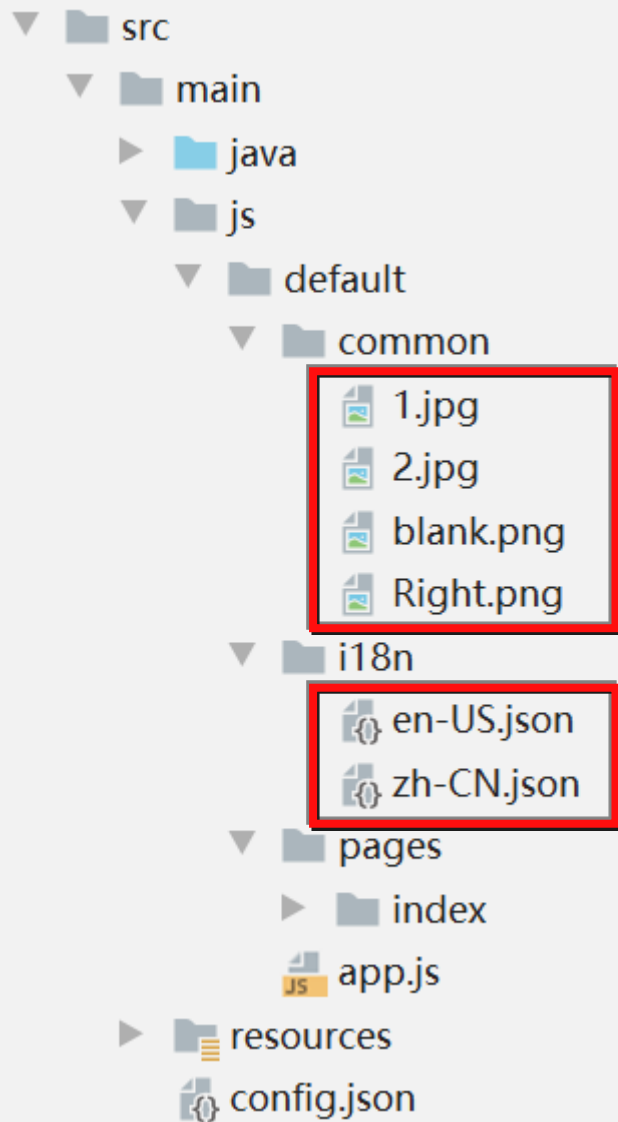 src
main
java
js
default
common
1.jpg
2.jpg
blank.png
Right.png
i18n
en-US.json
zh-CN.json
pages
index
JS app.js
resources
config.json